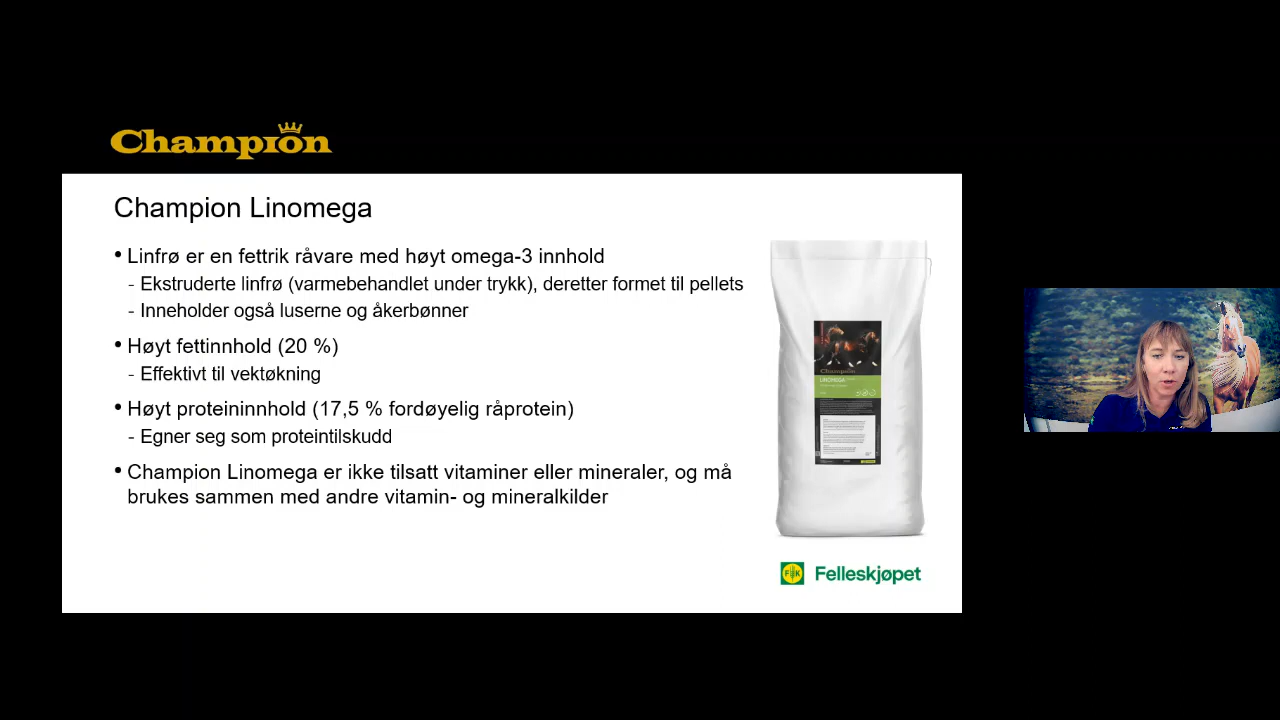 Champion
Champion Linomega
• Linfrø er en fettrik råvare med høyt omega-3 innhold
- Ekstruderte linfrø (varmebehandlet under trykk), deretter formet til pellets
- Inneholder også luserne og åkerbønner
• Høyt fettinnhold (20 %)
- Effektivt til vektøkning
• Høyt proteininnhold (17,5 % fordøyelig råprotein)
- Egner seg som proteintilskudd
• Champion Linomega er ikke tilsatt vitaminer eller mineraler, og må
brukes sammen med andre vitamin- og mineralkilder
Champion
LINOMEGA
FK
Felleskjøpet